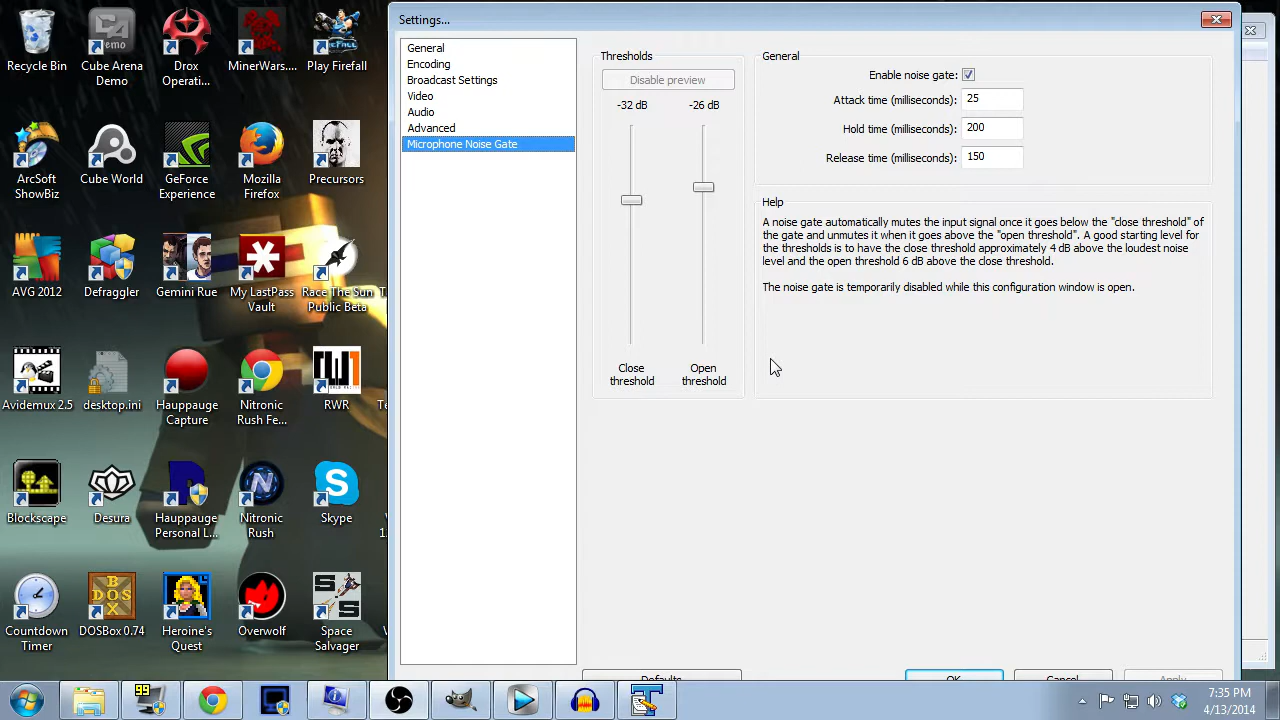 Recycle Bin
Cube Arena
Demo
Drox
Operati...
MinerWars....
Play Firefall
ArcSoft
ShowBiz
Cube World
GeForce
Experience
Mozilla
Firefox
Precursors
AVG 2012
Defraggler
Gemini Rue
My LastPass
Vault
Race The Sun
Public Beta
Avidemux 2.5
desktop.ini
Hauppauge
Capture
Nitronic
Rush Fe...
RWR
Blockscape
Desura
Hauppauge
Personal L...
Nitronic
Rush
Skype
Countdown
Timer
DOSBox 0.74
Heroine's
Quest
Overwolf
Space
Salvager
Settings...
General
Encoding
Broadcast Settings
Video
Audio
Advanced
Microphone Noise Gate
Thresholds
Disable preview
-32 dB -26 dB
Close
threshold
Open
threshold
General
Enable noise gate:
Attack time (milliseconds): 25
Hold time (milliseconds): 200
Release time (milliseconds): 150
Help
A noise gate automatically mutes the input signal once it goes below the "close threshold" of
the gate and unmutes it when it goes above the "open threshold". A good starting level for
the thresholds is to have the close threshold approximately 4 dB above the loudest noise
level and the open threshold 6 dB above the close threshold.
The noise gate is temporarily disabled while this configuration window is open.
Defaults OK Cancel Apply
99
7:35 PM
4/13/2014